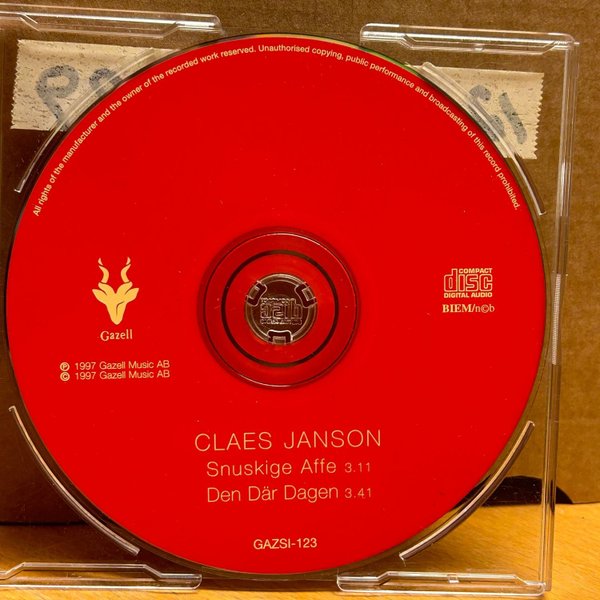 All rights of the manufacturer and the owner of the recorded work reserved. Unauthorised copying, public performance and broadcasting of this record prohibited.
Gazell
COMPACT
disc
DIGITAL AUDIO
BIEM/n©b
℗ 1997 Gazell Music AB
© 1997 Gazell Music AB
CLAES JANSON
Snuskige Affe 3.11
Den Där Dagen 3.41
GAZSI-123